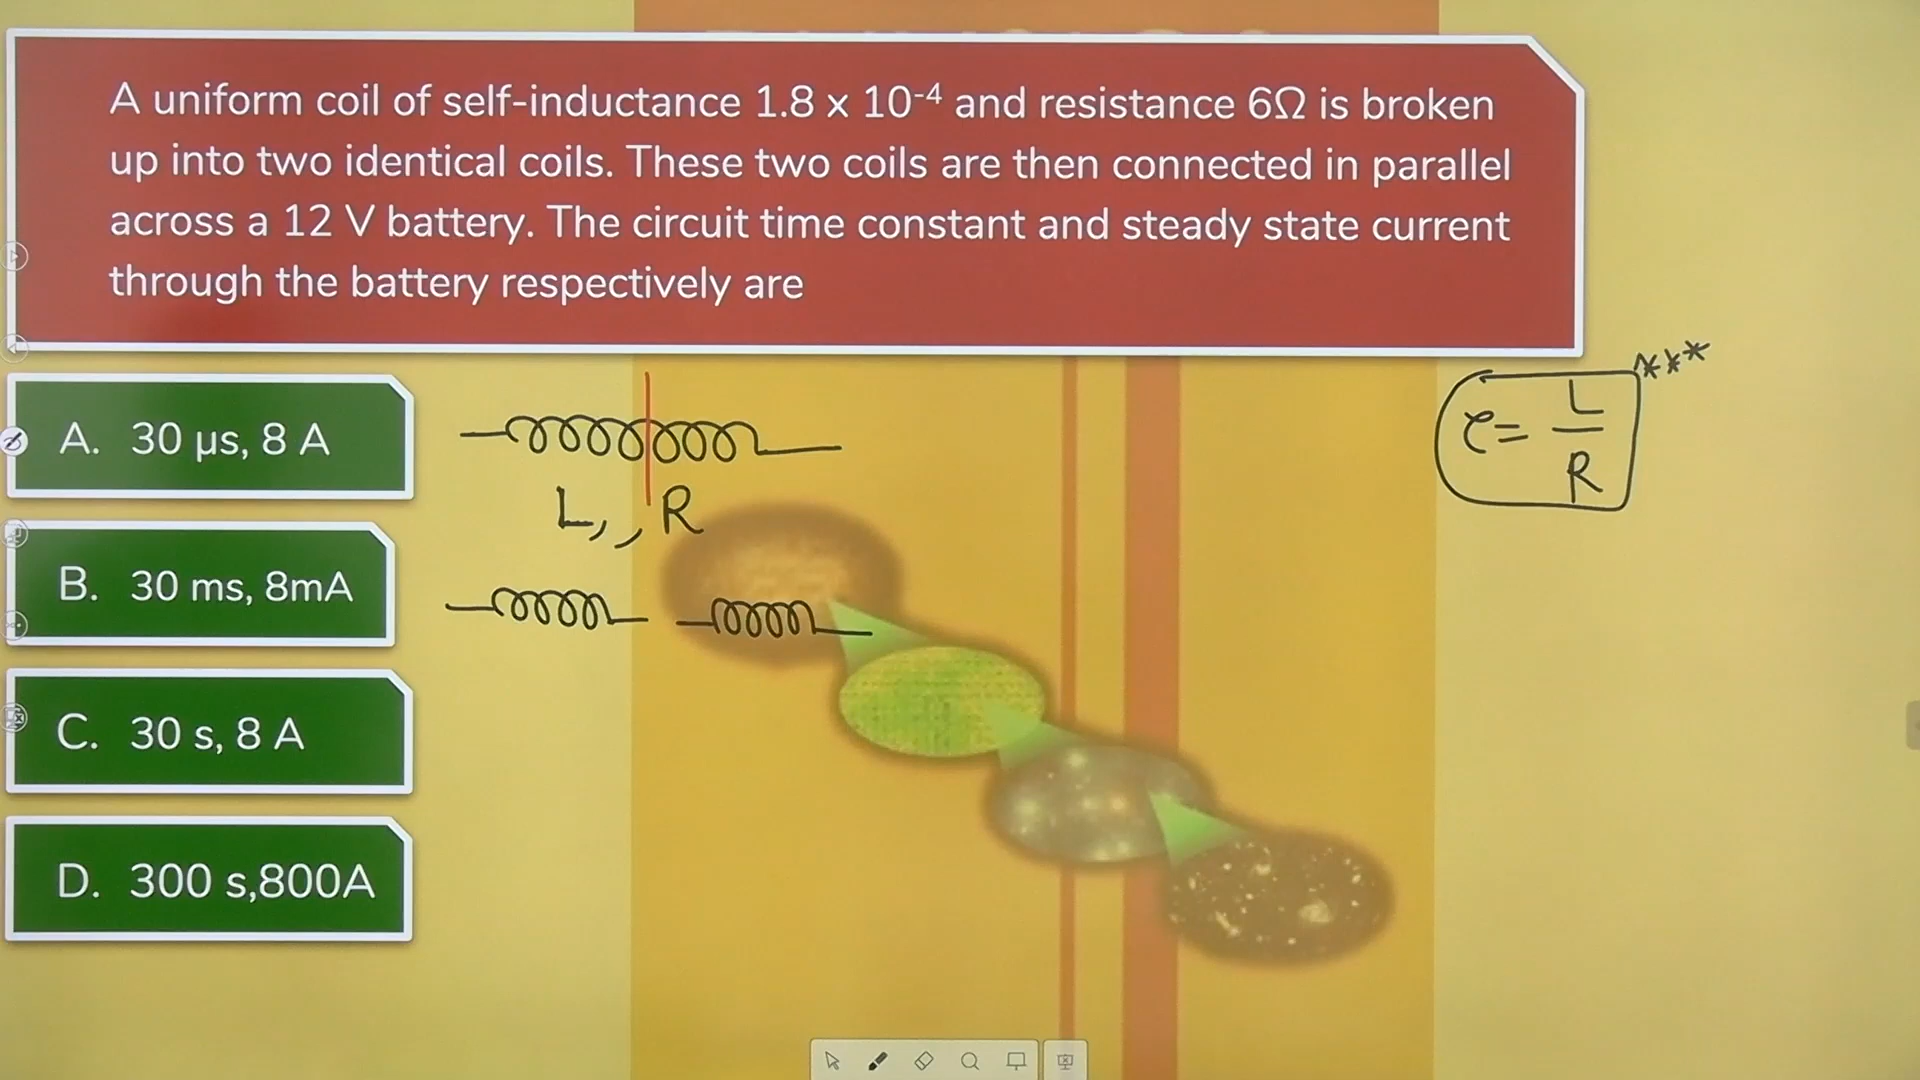 A uniform coil of self-inductance 1.8 x 10⁻⁴ and resistance 6Ω is broken
up into two identical coils. These two coils are then connected in parallel
across a 12 V battery. The circuit time constant and steady state current
through the battery respectively are
***
τ = L
R
A. 30 μs, 8 A
L,, R
B. 30 ms, 8mA
C. 30 s, 8 A
D. 300 s,800A